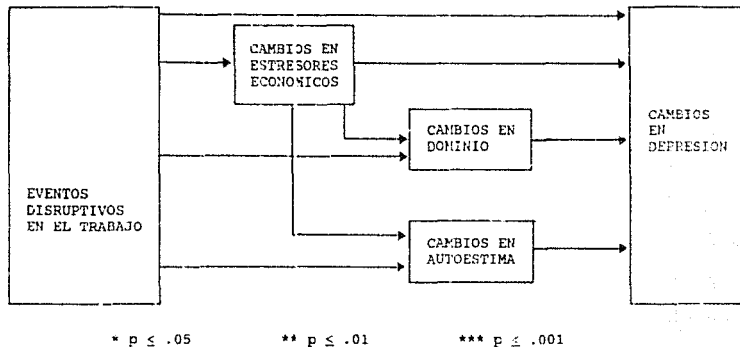 CAMBIOS EN
ESTRESORES
ECONOMICOS
CAMBIOS EN
DOMINIO
CAMBIOS
EN
DEPRESION
EVENTOS
DISRUPTIVOS
EN EL TRABAJO
CAMBIOS EN
AUTOESTIMA
* p ≤ .05 ** p ≤ .01 *** p ≤ .001